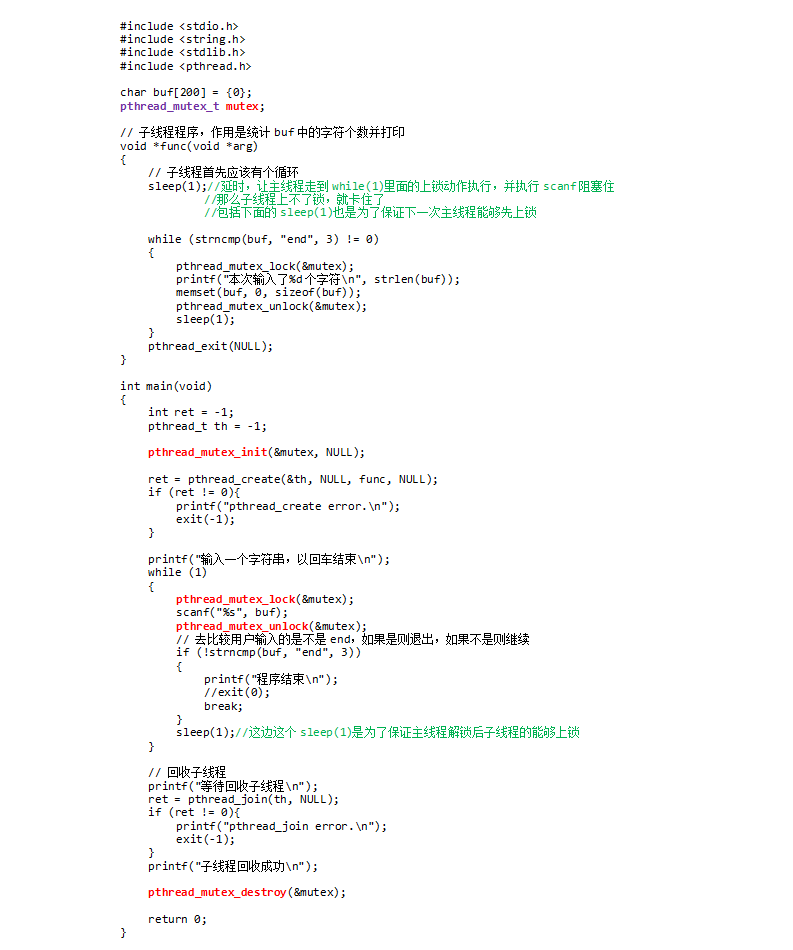 #include <stdio.h>
#include <string.h>
#include <stdlib.h>
#include <pthread.h>
char buf[200] = {0};
pthread_mutex_t mutex;
// 子线程程序，作用是统计 buf 中的字符个数并打印
void *func(void *arg)
{
// 子线程首先应该有个循环
sleep(1);//延时，让主线程走到 while(1)里面的上锁动作执行，并执行 scanf 阻塞住
//那么子线程上不了锁，就卡住了
//包括下面的 sleep(1)也是为了保证下一次主线程能够先上锁
while (strncmp(buf, "end", 3) != 0)
{
pthread_mutex_lock(&mutex);
printf("本次输入了%d个字符\n", strlen(buf));
memset(buf, 0, sizeof(buf));
pthread_mutex_unlock(&mutex);
sleep(1);
}
pthread_exit(NULL);
}
int main(void)
{
int ret = -1;
pthread_t th = -1;
pthread_mutex_init(&mutex, NULL);
ret = pthread_create(&th, NULL, func, NULL);
if (ret != 0){
printf("pthread_create error.\n");
exit(-1);
}
printf("输入一个字符串，以回车结束\n");
while (1)
{
pthread_mutex_lock(&mutex);
scanf("%s", buf);
pthread_mutex_unlock(&mutex);
// 去比较用户输入的是不是 end，如果是则退出，如果不是则继续
if (!strncmp(buf, "end", 3))
{
printf("程序结束\n");
//exit(0);
break;
}
sleep(1);//这边这个 sleep(1)是为了保证主线程解锁后子线程的能够上锁
}
// 回收子线程
printf("等待回收子线程\n");
ret = pthread_join(th, NULL);
if (ret != 0){
printf("pthread_join error.\n");
exit(-1);
}
printf("子线程回收成功\n");
pthread_mutex_destroy(&mutex);
return 0;
}